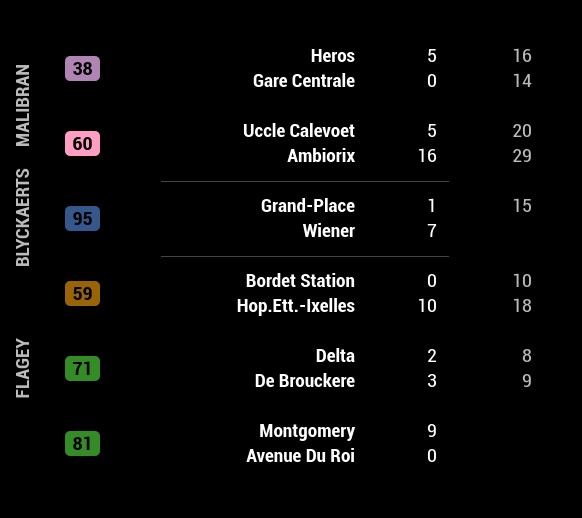 MALIBRAN
38
Heros 5 16
Gare Centrale 0 14
60
Uccle Calevoet 5 20
Ambiorix 16 29
BLYCKAERTS
95
Grand-Place 1 15
Wiener 7
FLAGEY
59
Bordet Station 0 10
Hop.Ett.-Ixelles 10 18
71
Delta 2 8
De Brouckere 3 9
81
Montgomery 9
Avenue Du Roi 0